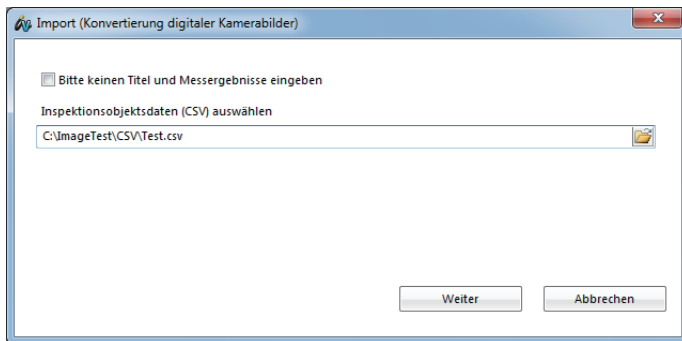 Import (Konvertierung digitaler Kamerabilder)
Bitte keinen Titel und Messergebnisse eingeben
Inspektionsobjektsdaten (CSV) auswählen
C:\ImageTest\CSV\Test.csv
Weiter
Abbrechen